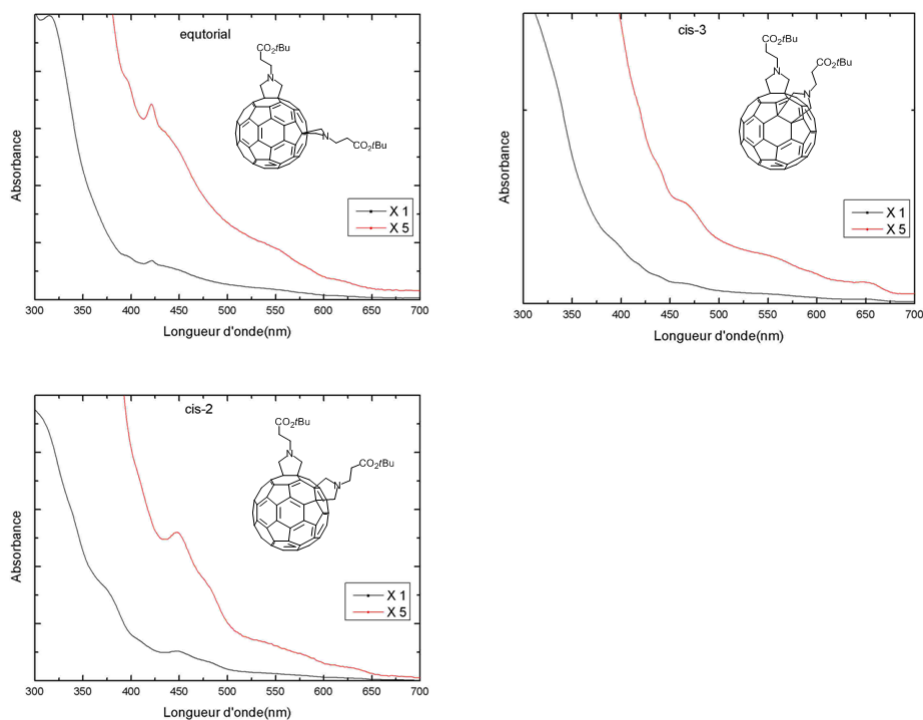 equtorial
CO₂tBu
N
N
CO₂tBu
Absorbance
X 1
X 5
300 350 400 450 500 550 600 650 700
Longueur d'onde(nm)
cis-3
CO₂tBu
CO₂tBu
N
N
Absorbance
X 1
X 5
300 350 400 450 500 550 600 650 700
Longueur d'onde(nm)
cis-2
CO₂tBu
N
CO₂tBu
N
Absorbance
X 1
X 5
300 350 400 450 500 550 600 650 700
Longueur d'onde(nm)